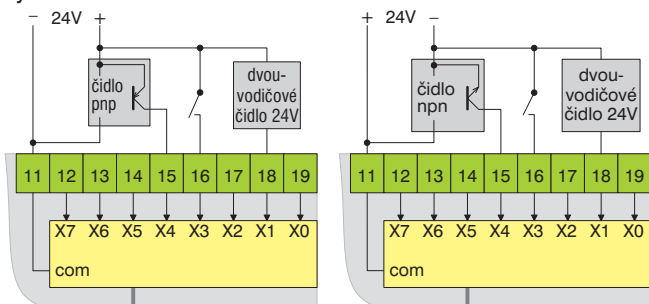 − 24V +
čidlo
pnp
dvou-
vodičové
čidlo 24V
11 12 13 14 15 16 17 18 19
X7 X6 X5 X4 X3 X2 X1 X0
com
+ 24V −
čidlo
npn
dvou-
vodičové
čidlo 24V
11 12 13 14 15 16 17 18 19
X7 X6 X5 X4 X3 X2 X1 X0
com